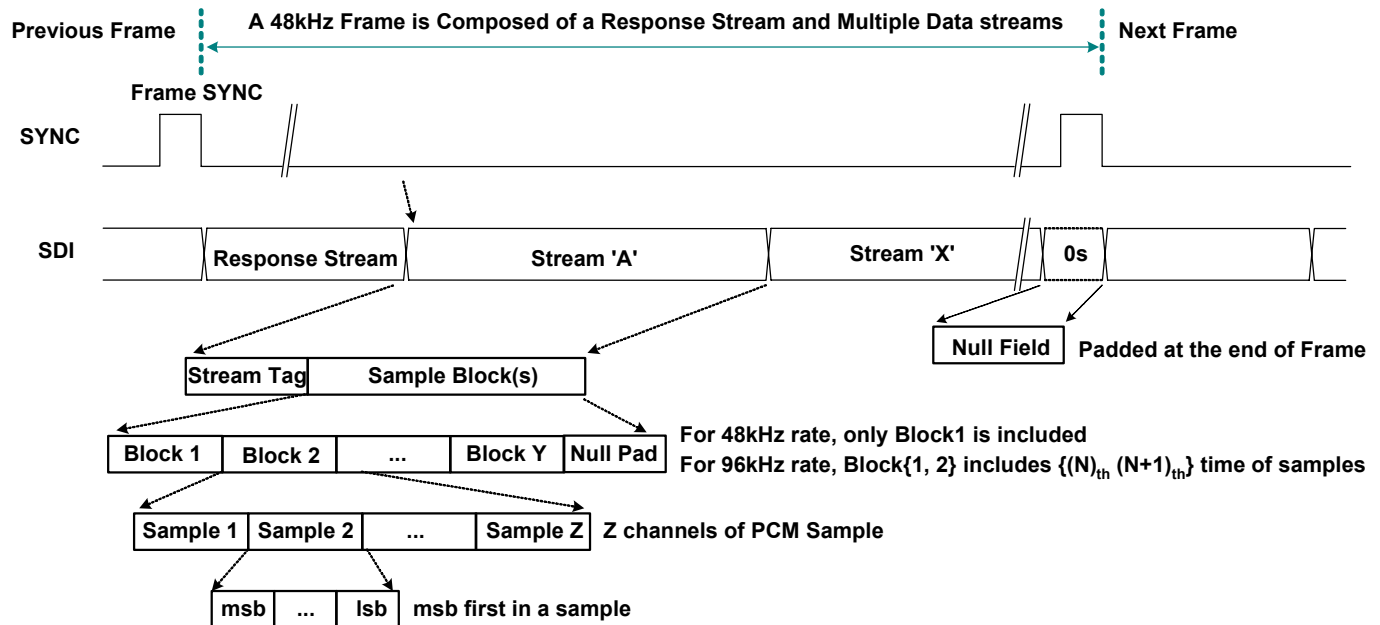 A 48kHz Frame is Composed of a Response Stream and Multiple Data streams
Previous Frame
Next Frame
Frame SYNC
SYNC
SDI
Response Stream
Stream 'A'
Stream 'X'
0s
Null Field
Padded at the end of Frame
Stream Tag
Sample Block(s)
Block 1
Block 2
...
Block Y
Null Pad
For 48kHz rate, only Block1 is included
For 96kHz rate, Block{1, 2} includes {(N)th (N+1)th} time of samples
Sample 1
Sample 2
...
Sample Z
Z channels of PCM Sample
msb
...
lsb
msb first in a sample